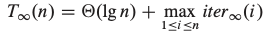 T∞(n) = Θ(lg n) + max iter∞(i)
1≤i≤n